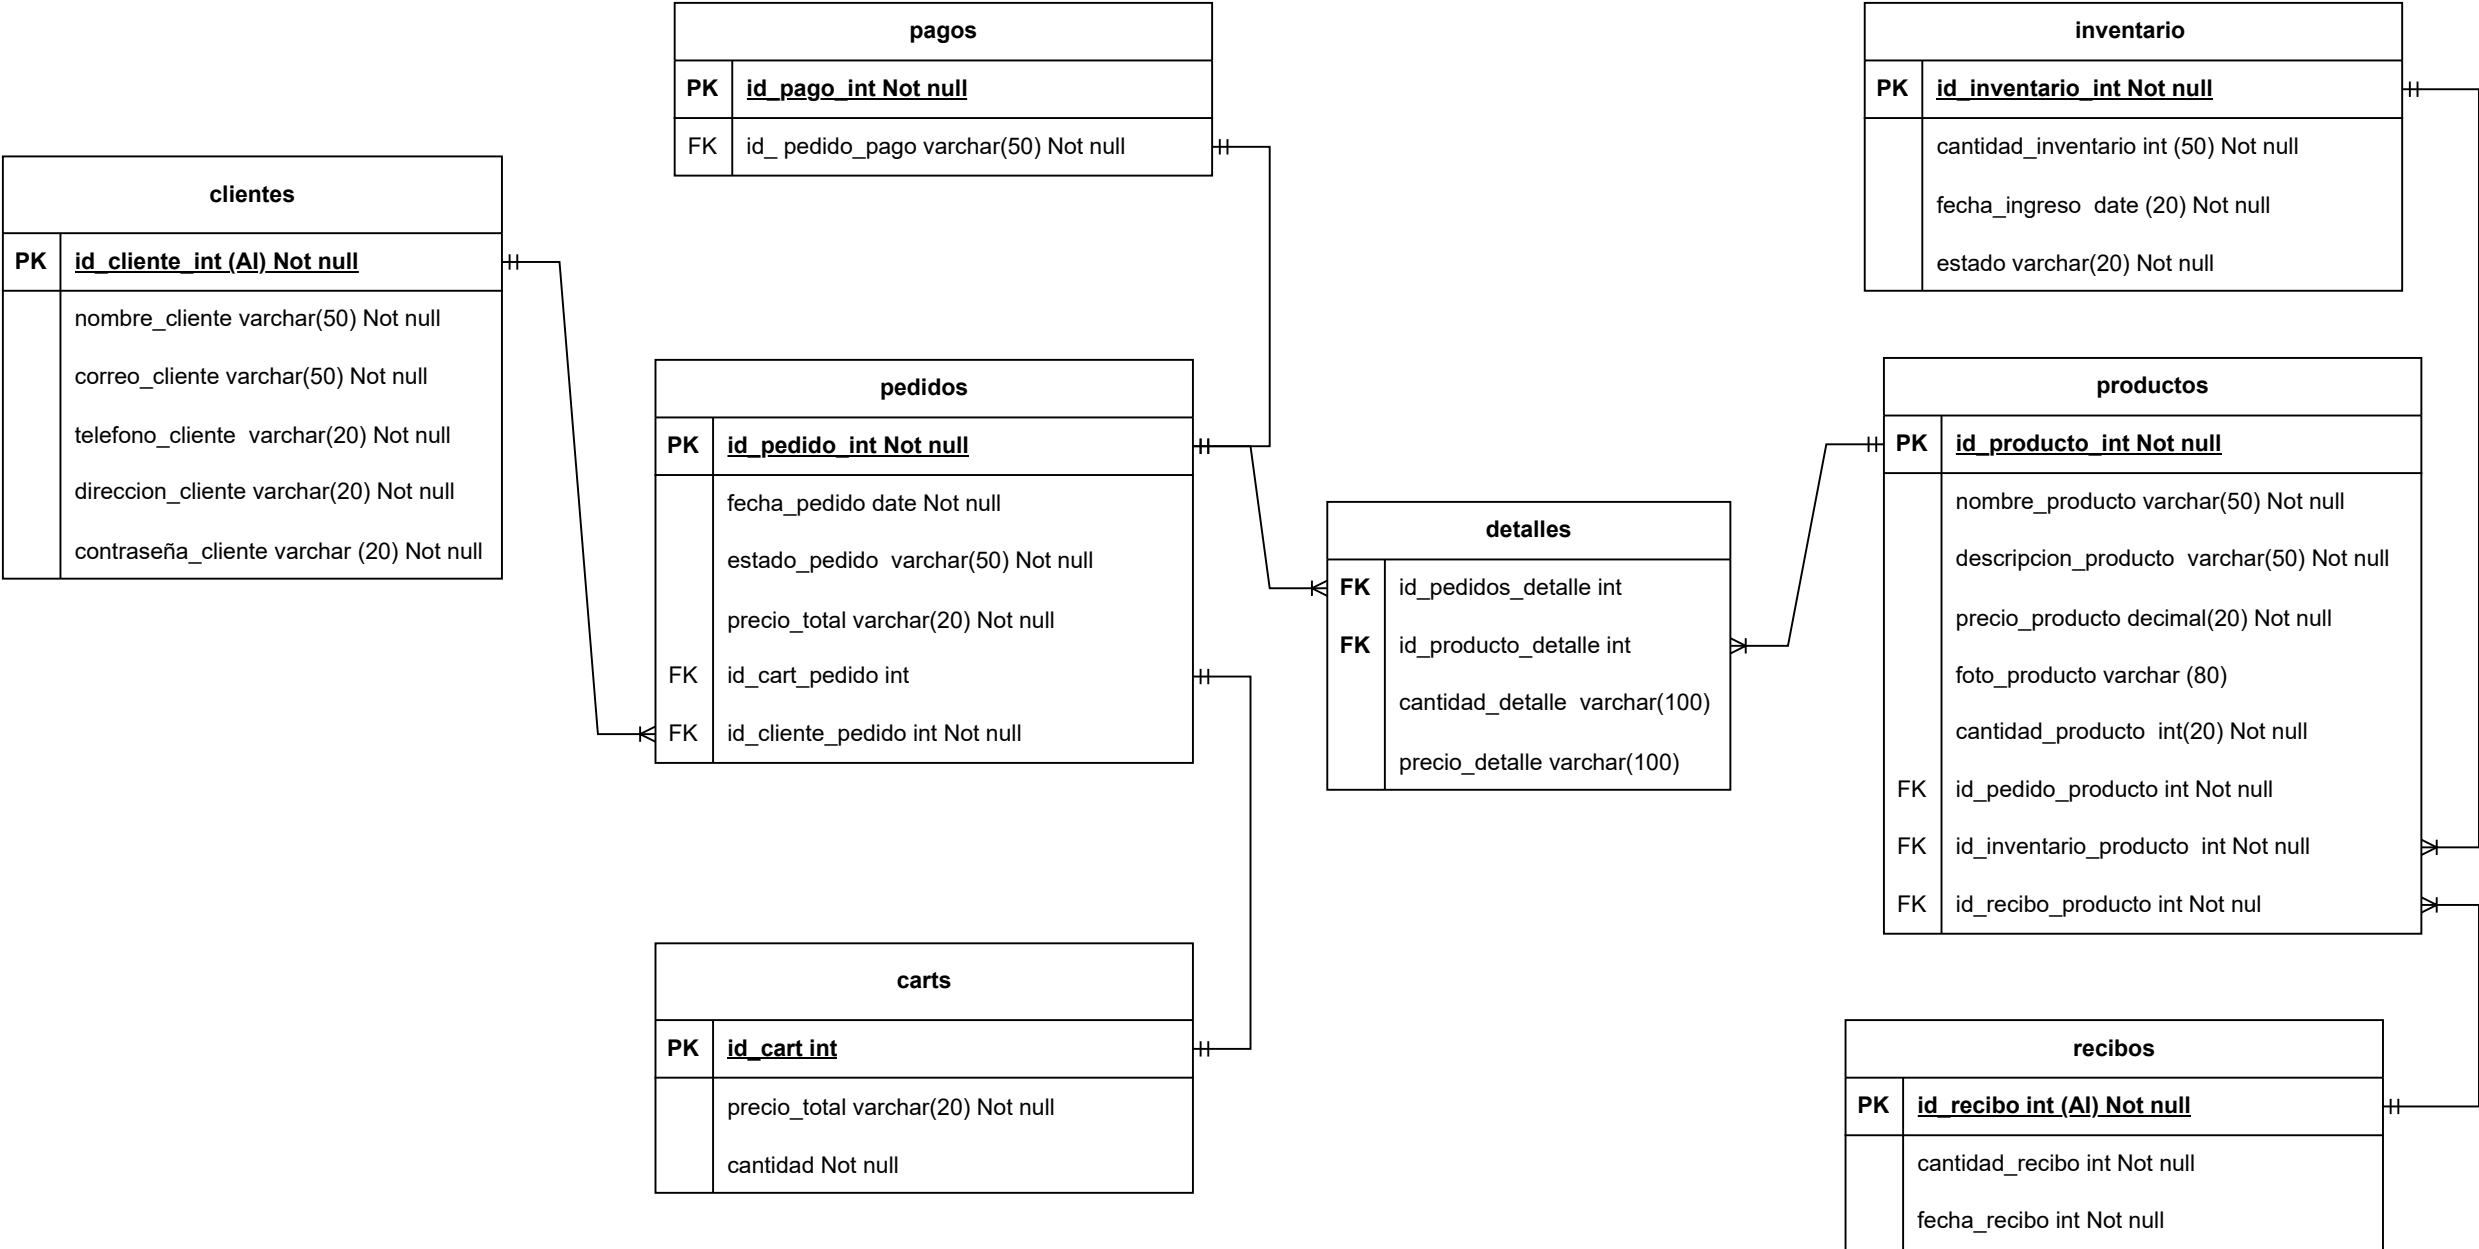 pagos
PK id_pago_int Not null
FK id_ pedido_pago varchar(50) Not null
inventario
PK id_inventario_int Not null
cantidad_inventario int (50) Not null
fecha_ingreso  date (20) Not null
estado varchar(20) Not null
clientes
PK id_cliente_int (AI) Not null
nombre_cliente varchar(50) Not null
correo_cliente varchar(50) Not null
telefono_cliente  varchar(20) Not null
direccion_cliente varchar(20) Not null
contraseña_cliente varchar (20) Not null
pedidos
PK id_pedido_int Not null
fecha_pedido date Not null
estado_pedido  varchar(50) Not null
precio_total varchar(20) Not null
FK id_cart_pedido int
FK id_cliente_pedido int Not null
detalles
FK id_pedidos_detalle int
FK id_producto_detalle int
cantidad_detalle  varchar(100)
precio_detalle varchar(100)
productos
PK id_producto_int Not null
nombre_producto varchar(50) Not null
descripcion_producto  varchar(50) Not null
precio_producto decimal(20) Not null
foto_producto varchar (80)
cantidad_producto  int(20) Not null
FK id_pedido_producto int Not null
FK id_inventario_producto  int Not null
FK id_recibo_producto int Not nul
carts
PK id_cart int
precio_total varchar(20) Not null
cantidad Not null
recibos
PK id_recibo int (AI) Not null
cantidad_recibo int Not null
fecha_recibo int Not null